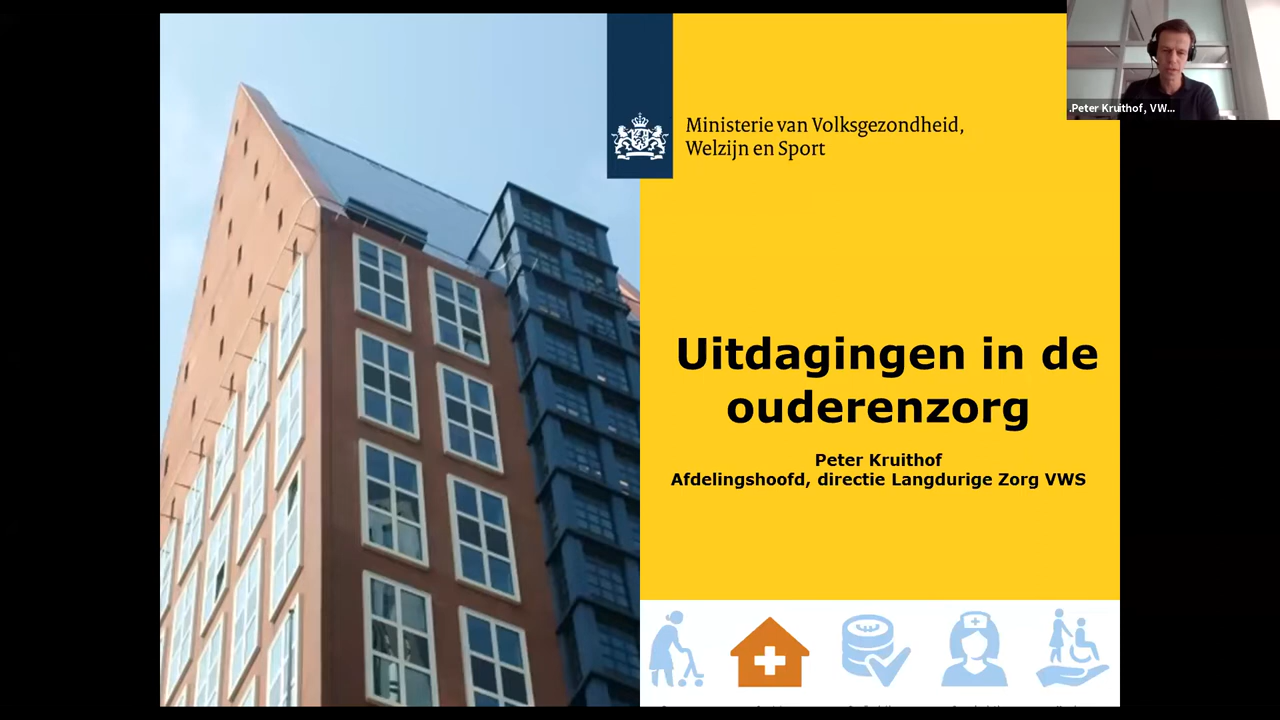 Ministerie van Volksgezondheid,
Welzijn en Sport
.Peter Kruithof, VW...
Uitdagingen in de
ouderenzorg
Peter Kruithof
Afdelingshoofd, directie Langdurige Zorg VWS